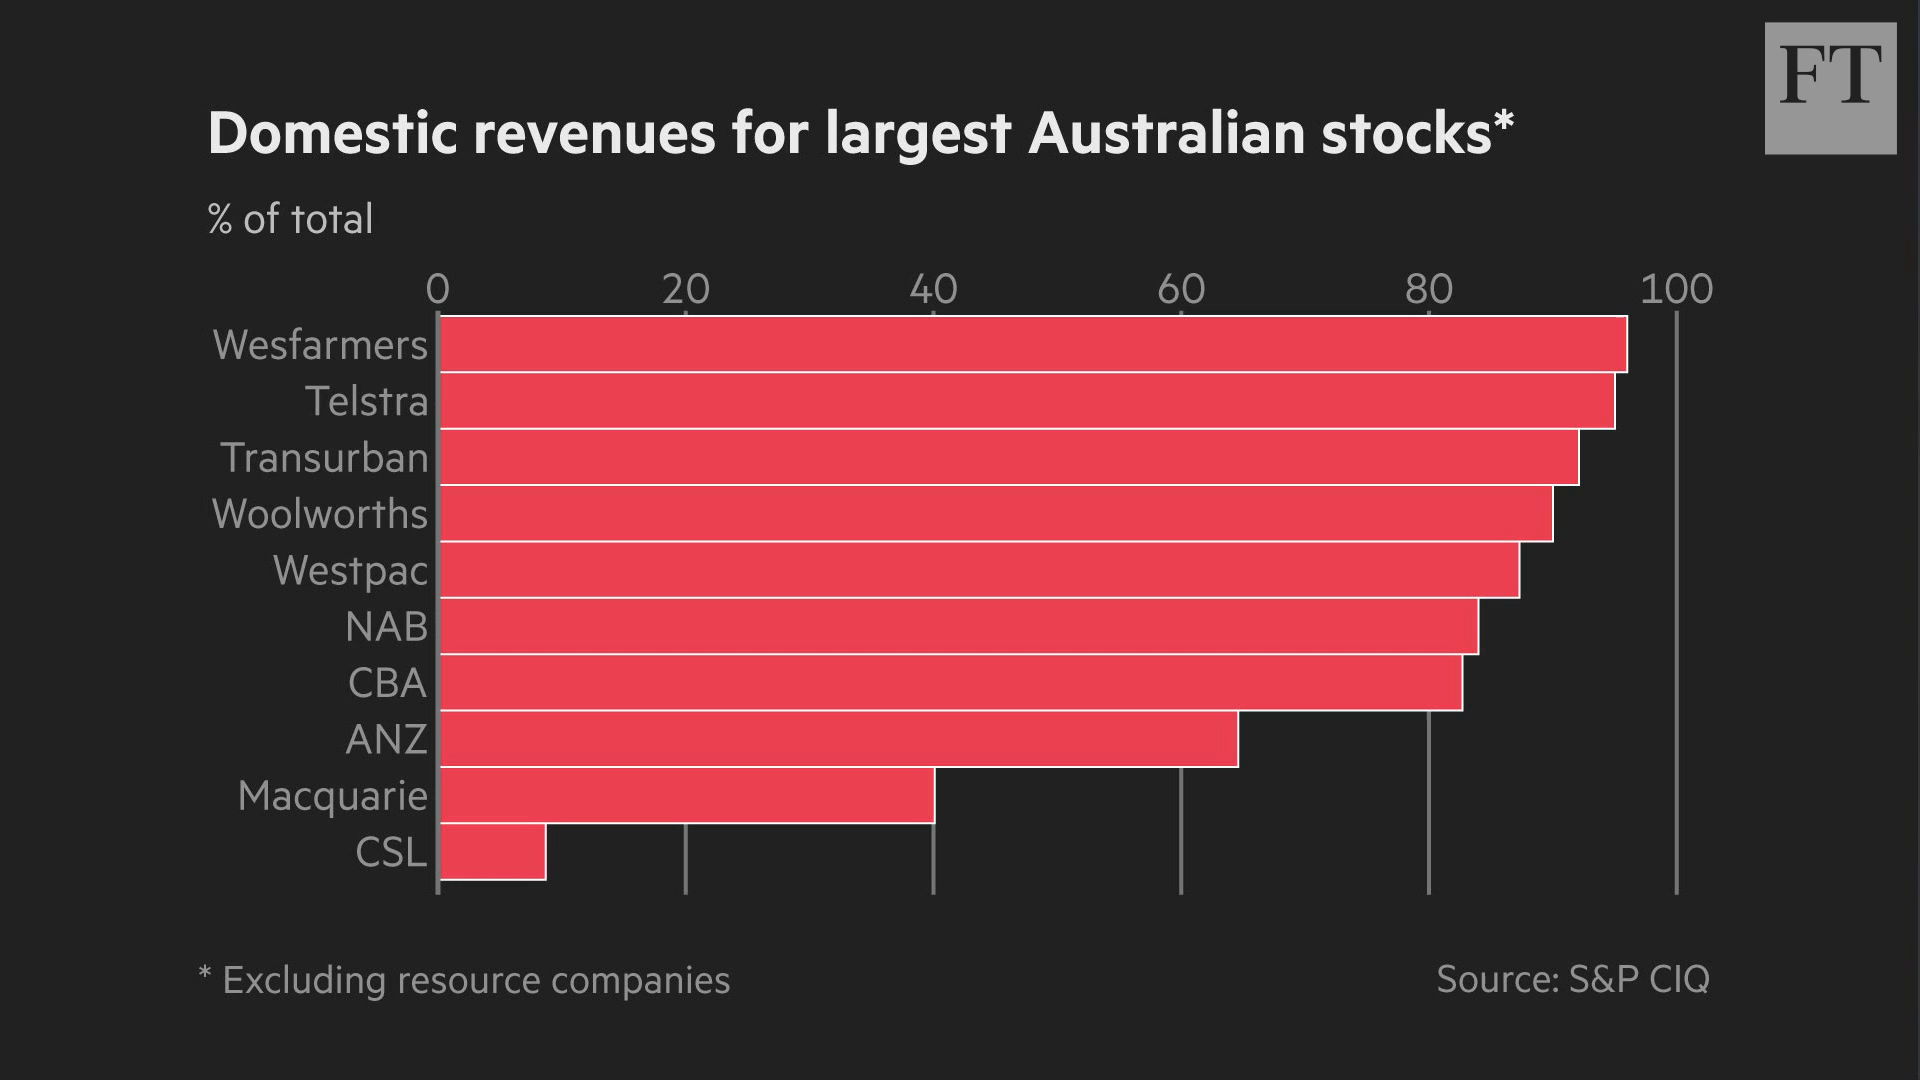 FT
Domestic revenues for largest Australian stocks*
% of total
0 20 40 60 80 100
Wesfarmers
Telstra
Transurban
Woolworths
Westpac
NAB
CBA
ANZ
Macquarie
CSL
* Excluding resource companies
Source: S&P CIQ